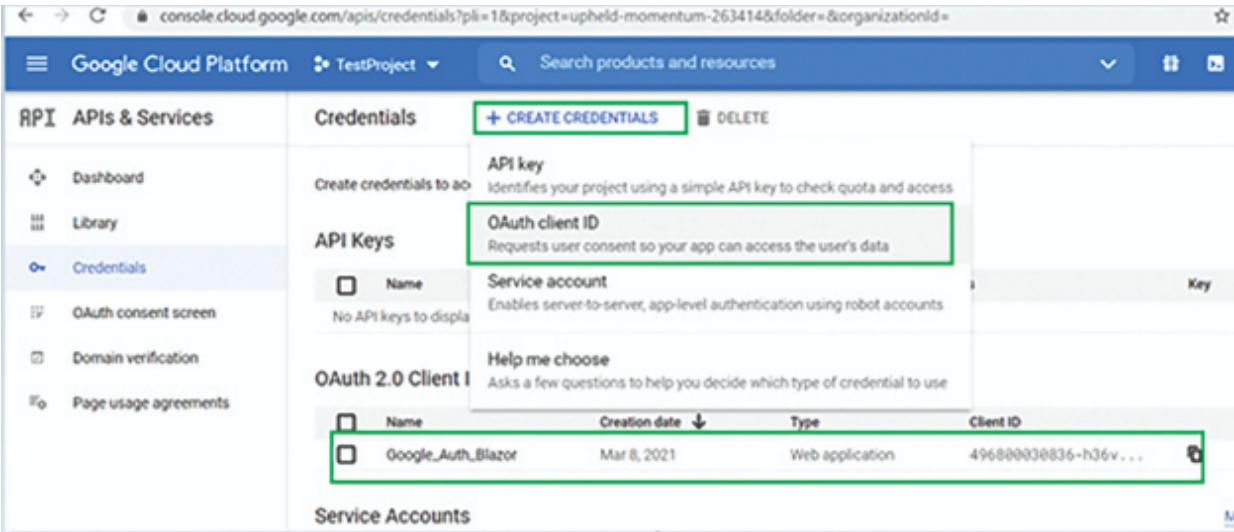 console.cloud.google.com/apis/credentials?pli=1&project=upheld-momentum-263414&folder=&organizationId=
Google Cloud Platform TestProject Search products and resources
API APIs & Services Credentials + CREATE CREDENTIALS DELETE
API key
Dashboard Create credentials to ac Identifies your project using a simple API key to check quota and access
Library OAuth client ID
API Keys Requests user consent so your app can access the user's data
Credentials Service account
Name Key
Enables server-to-server, app-level authentication using robot accounts
OAuth consent screen No API keys to displa
Domain verification Help me choose
OAuth 2.0 Client I Asks a few questions to help you decide which type of credential to use
Page usage agreements
Name Creation date Type Client ID
Google_Auth_Blazor Mar 8, 2021 Web application 496800030836-h36v...
Service Accounts M